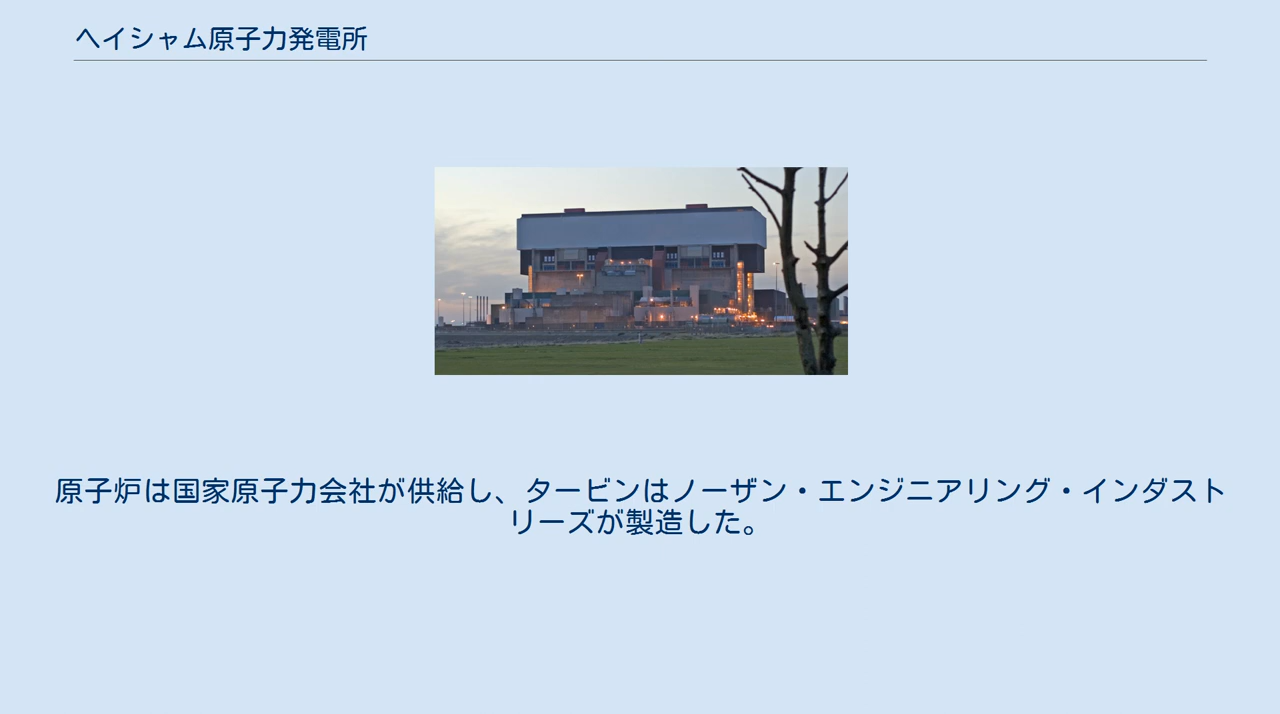 ヘイシャム原子力発電所
原子炉は国家原子力会社が供給し、タービンはノーザン・エンジニアリング・インダスト
リーズが製造した。